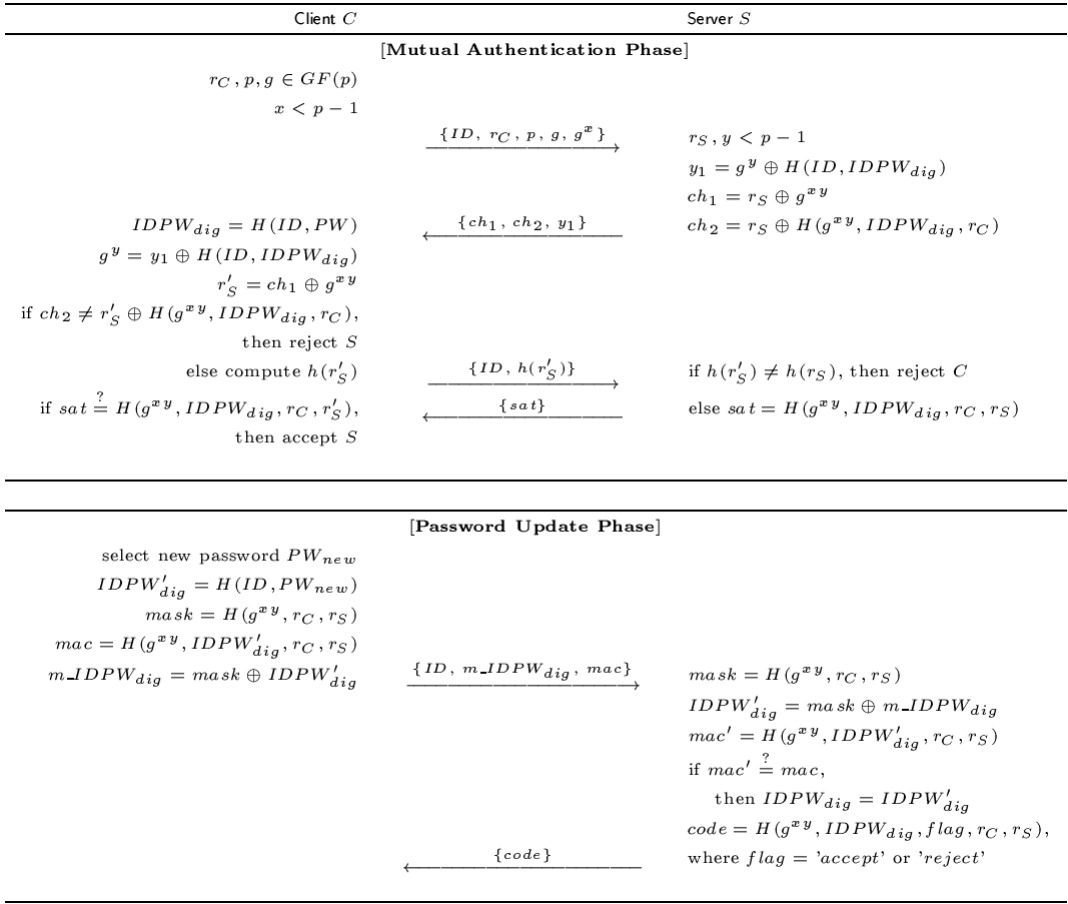 Client C Server S
[Mutual Authentication Phase]
r_C, p, g ∈ GF(p)
x < p − 1
{ID, r_C, p, g, g^x} r_S, y < p − 1
y_1 = g^y ⊕ H(ID, IDPW_dig)
ch_1 = r_S ⊕ g^{xy}
IDPW_dig = H(ID, PW) {ch_1, ch_2, y_1} ch_2 = r_S ⊕ H(g^{xy}, IDPW_dig, r_C)
g^y = y_1 ⊕ H(ID, IDPW_dig)
r'_S = ch_1 ⊕ g^{xy}
if ch_2 ≠ r'_S ⊕ H(g^{xy}, IDPW_dig, r_C),
then reject S
else compute h(r'_S) {ID, h(r'_S)} if h(r'_S) ≠ h(r_S), then reject C
if sat ≟ H(g^{xy}, IDPW_dig, r_C, r'_S), {sat} else sat = H(g^{xy}, IDPW_dig, r_C, r_S)
then accept S
[Password Update Phase]
select new password PW_new
IDPW'_dig = H(ID, PW_new)
mask = H(g^{xy}, r_C, r_S)
mac = H(g^{xy}, IDPW'_dig, r_C, r_S)
m_IDPW_dig = mask ⊕ IDPW'_dig {ID, m_IDPW_dig, mac} mask = H(g^{xy}, r_C, r_S)
IDPW'_dig = mask ⊕ m_IDPW_dig
mac' = H(g^{xy}, IDPW'_dig, r_C, r_S)
if mac' ≟ mac,
then IDPW_dig = IDPW'_dig
code = H(g^{xy}, IDPW_dig, flag, r_C, r_S),
{code} where flag = 'accept' or 'reject'